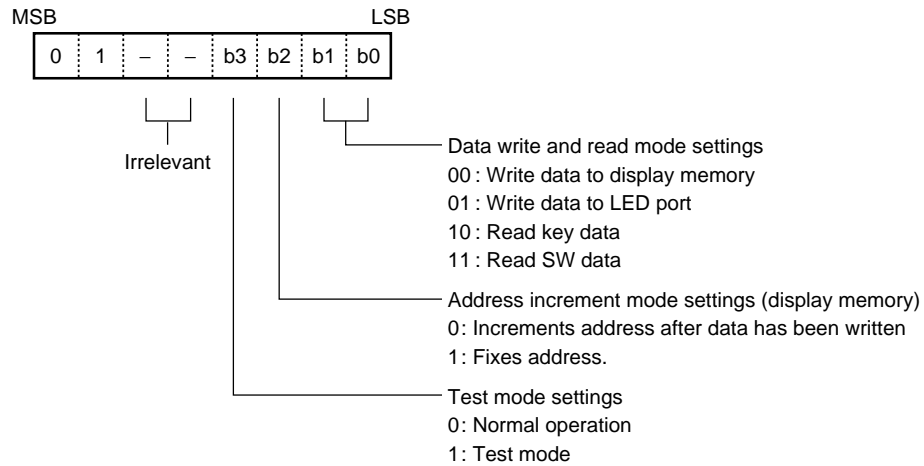 MSB LSB
0 1 – – b3 b2 b1 b0
Irrelevant
Data write and read mode settings
00 : Write data to display memory
01 : Write data to LED port
10 : Read key data
11 : Read SW data
Address increment mode settings (display memory)
0: Increments address after data has been written
1: Fixes address.
Test mode settings
0: Normal operation
1: Test mode